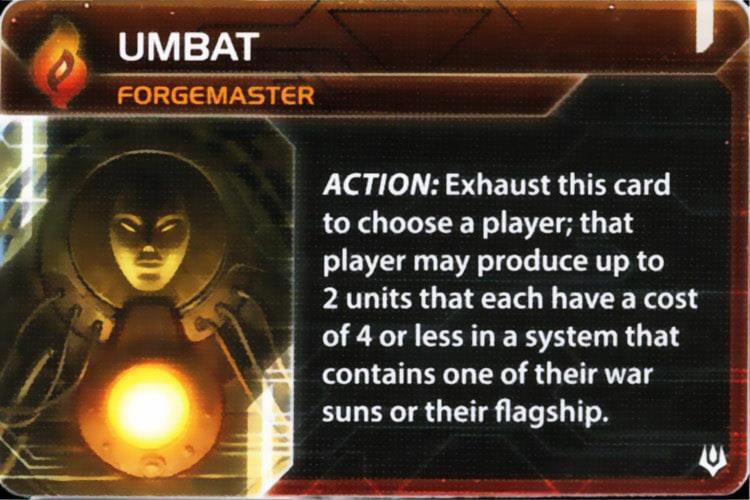 UMBAT
FORGEMASTER
ACTION: Exhaust this card
to choose a player; that
player may produce up to
2 units that each have a cost
of 4 or less in a system that
contains one of their war
suns or their flagship.